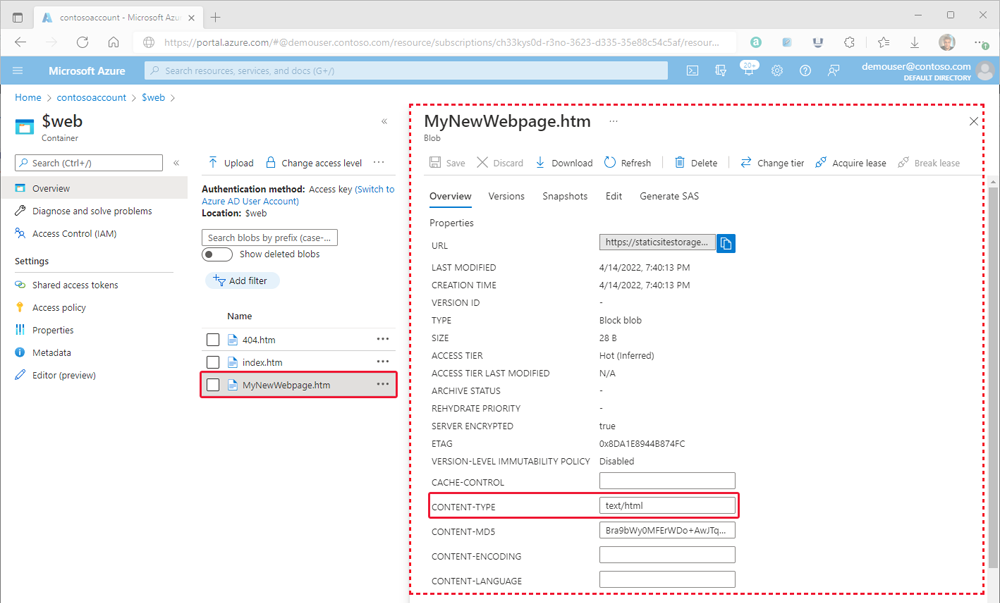 contosoaccount - Microsoft Azu
https://portal.azure.com/#@demouser.contoso.com/resource/subscriptions/ch33kys0d-r3no-3623-d335-35e88c54c5af/resour...
Microsoft Azure
Search resources, services, and docs (G+/)
20+
demouser@contoso.com
DEFAULT DIRECTORY
Home > contosoaccount > $web >
$web
Container
«
Search (Ctrl+/)
«
Overview
Diagnose and solve problems
Access Control (IAM)
Settings
Shared access tokens
Access policy
Properties
Metadata
Editor (preview)
Upload
Change access level
...
Authentication method: Access key (Switch to
Azure AD User Account)
Location: $web
Search blobs by prefix (case-...
Show deleted blobs
Add filter
Name
404.htm
index.htm
MyNewWebpage.htm
MyNewWebpage.htm ...
Blob
Save
Discard
Download
Refresh
Delete
Change tier
Acquire lease
Break lease
Overview
Versions
Snapshots
Edit
Generate SAS
Properties
URL https://staticsitestorage...
LAST MODIFIED 4/14/2022, 7:40:13 PM
CREATION TIME 4/14/2022, 7:40:13 PM
VERSION ID -
TYPE Block blob
SIZE 28 B
ACCESS TIER Hot (Inferred)
ACCESS TIER LAST MODIFIED N/A
ARCHIVE STATUS -
REHYDRATE PRIORITY -
SERVER ENCRYPTED true
ETAG 0x8DA1E8944B874FC
VERSION-LEVEL IMMUTABILITY POLICY Disabled
CACHE-CONTROL
CONTENT-TYPE text/html
CONTENT-MD5 Bra9bWy0MFErWDo+AwJTq...
CONTENT-ENCODING
CONTENT-LANGUAGE